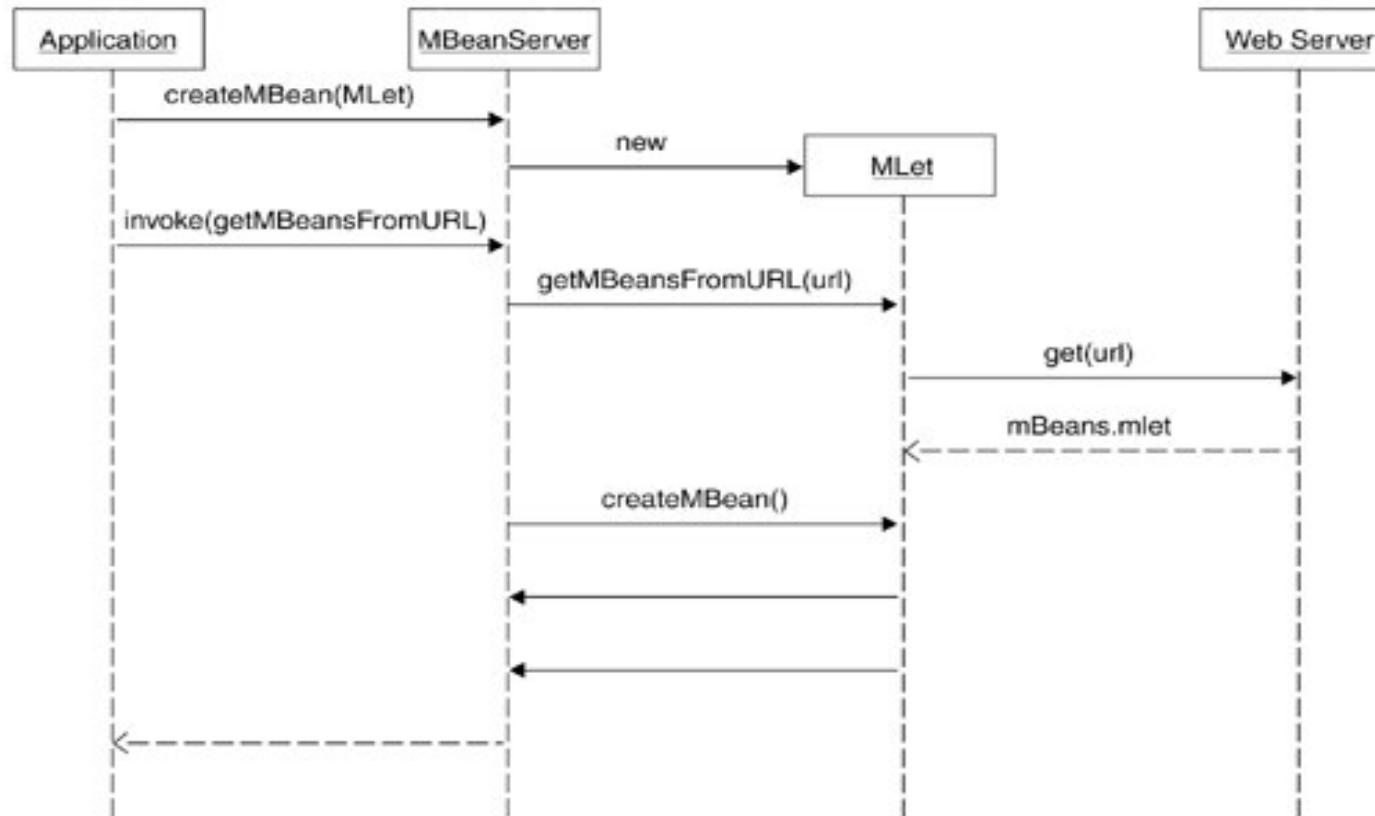 Application
MBeanServer
Web Server
createMBean(MLet)
new
MLet
invoke(getMBeansFromURL)
getMBeansFromURL(url)
get(url)
mBeans.mlet
createMBean()